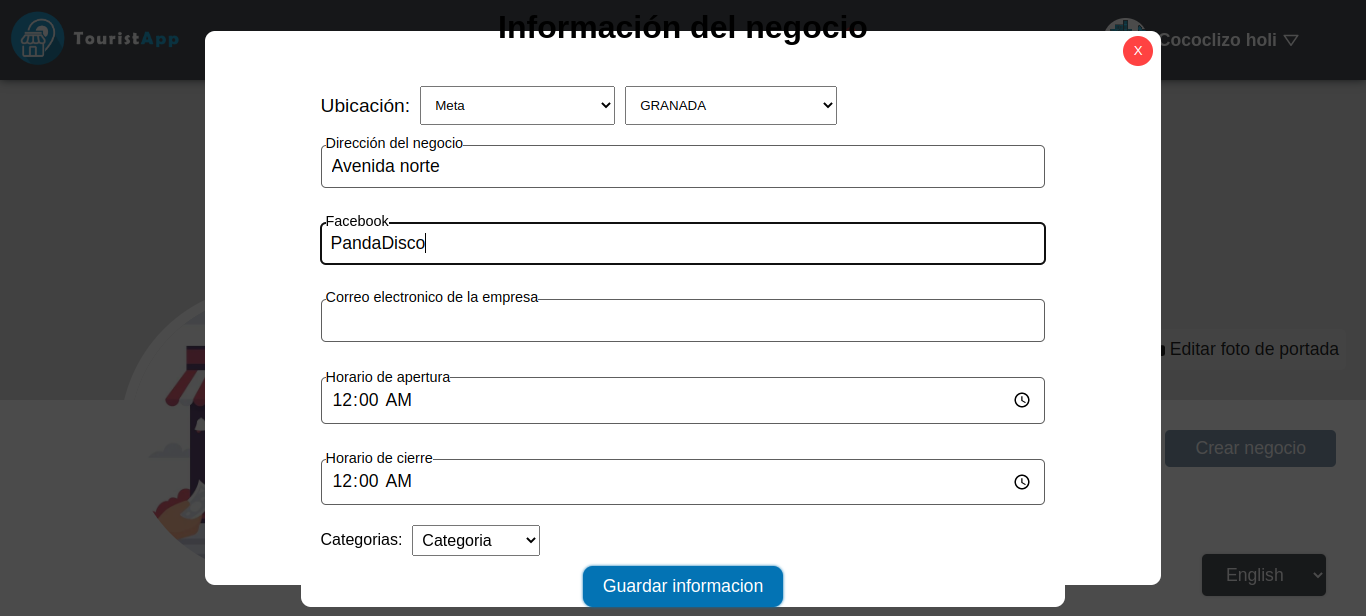 Información del negocio
TouristApp
Cococlizo holi
X
Ubicación: Meta GRANADA
Dirección del negocio
Avenida norte
Facebook
PandaDisco
Correo electronico de la empresa
Editar foto de portada
Horario de apertura
12:00 AM
Crear negocio
Horario de cierre
12:00 AM
Categorias: Categoria
English
Guardar informacion